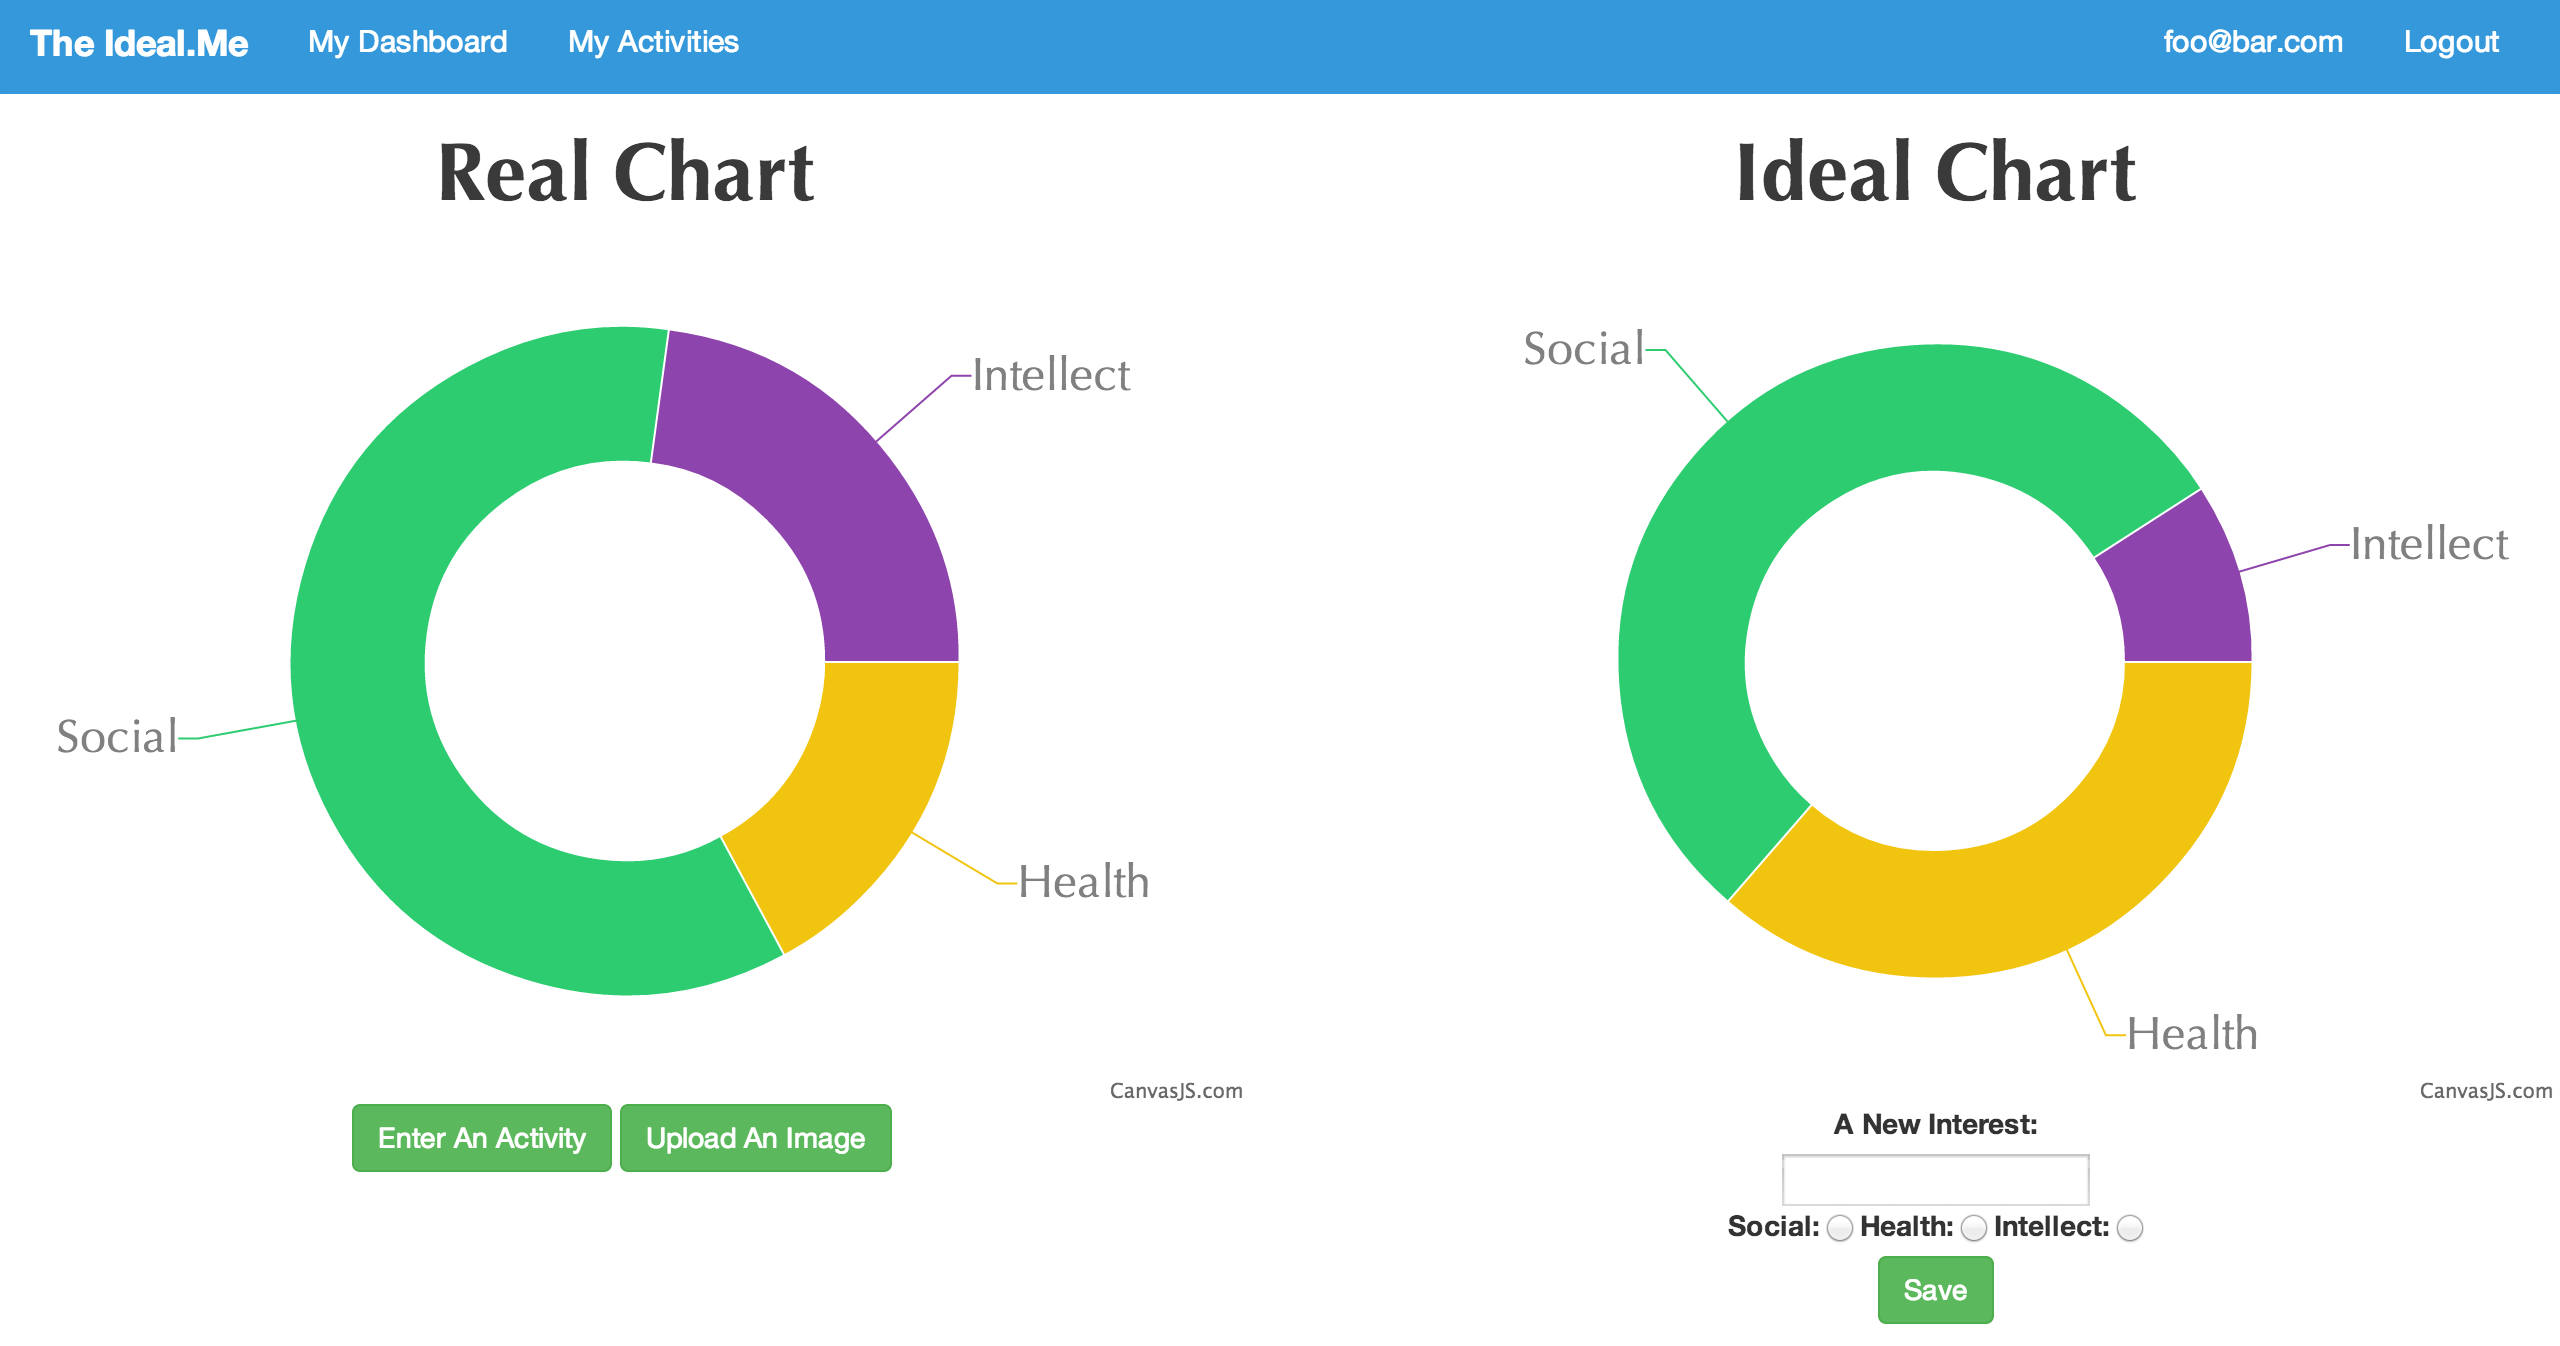 The Ideal.Me My Dashboard My Activities foo@bar.com Logout
Real Chart
Intellect
Social
Health
CanvasJS.com
Enter An Activity Upload An Image
Ideal Chart
Social
Intellect
Health
CanvasJS.com
A New Interest:
Social: Health: Intellect:
Save